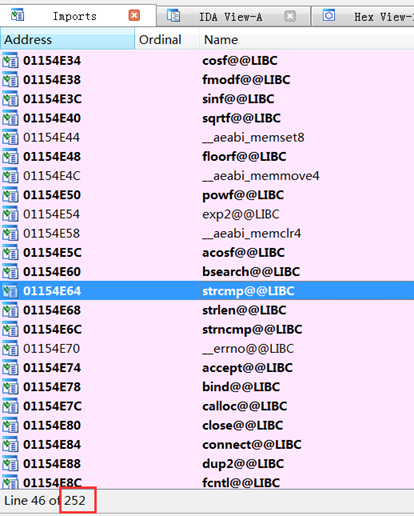 Imports IDA View-A Hex View-
Address Ordinal Name
01154E34 cosf@@LIBC
01154E38 fmodf@@LIBC
01154E3C sinf@@LIBC
01154E40 sqrtf@@LIBC
01154E44 __aeabi_memset8
01154E48 floorf@@LIBC
01154E4C __aeabi_memmove4
01154E50 powf@@LIBC
01154E54 exp2@@LIBC
01154E58 __aeabi_memclr4
01154E5C acosf@@LIBC
01154E60 bsearch@@LIBC
01154E64 strcmp@@LIBC
01154E68 strlen@@LIBC
01154E6C strncmp@@LIBC
01154E70 __errno@@LIBC
01154E74 accept@@LIBC
01154E78 bind@@LIBC
01154E7C calloc@@LIBC
01154E80 close@@LIBC
01154E84 connect@@LIBC
01154E88 dup2@@LIBC
01154E8C fcntl@@LIBC
Line 46 of 252